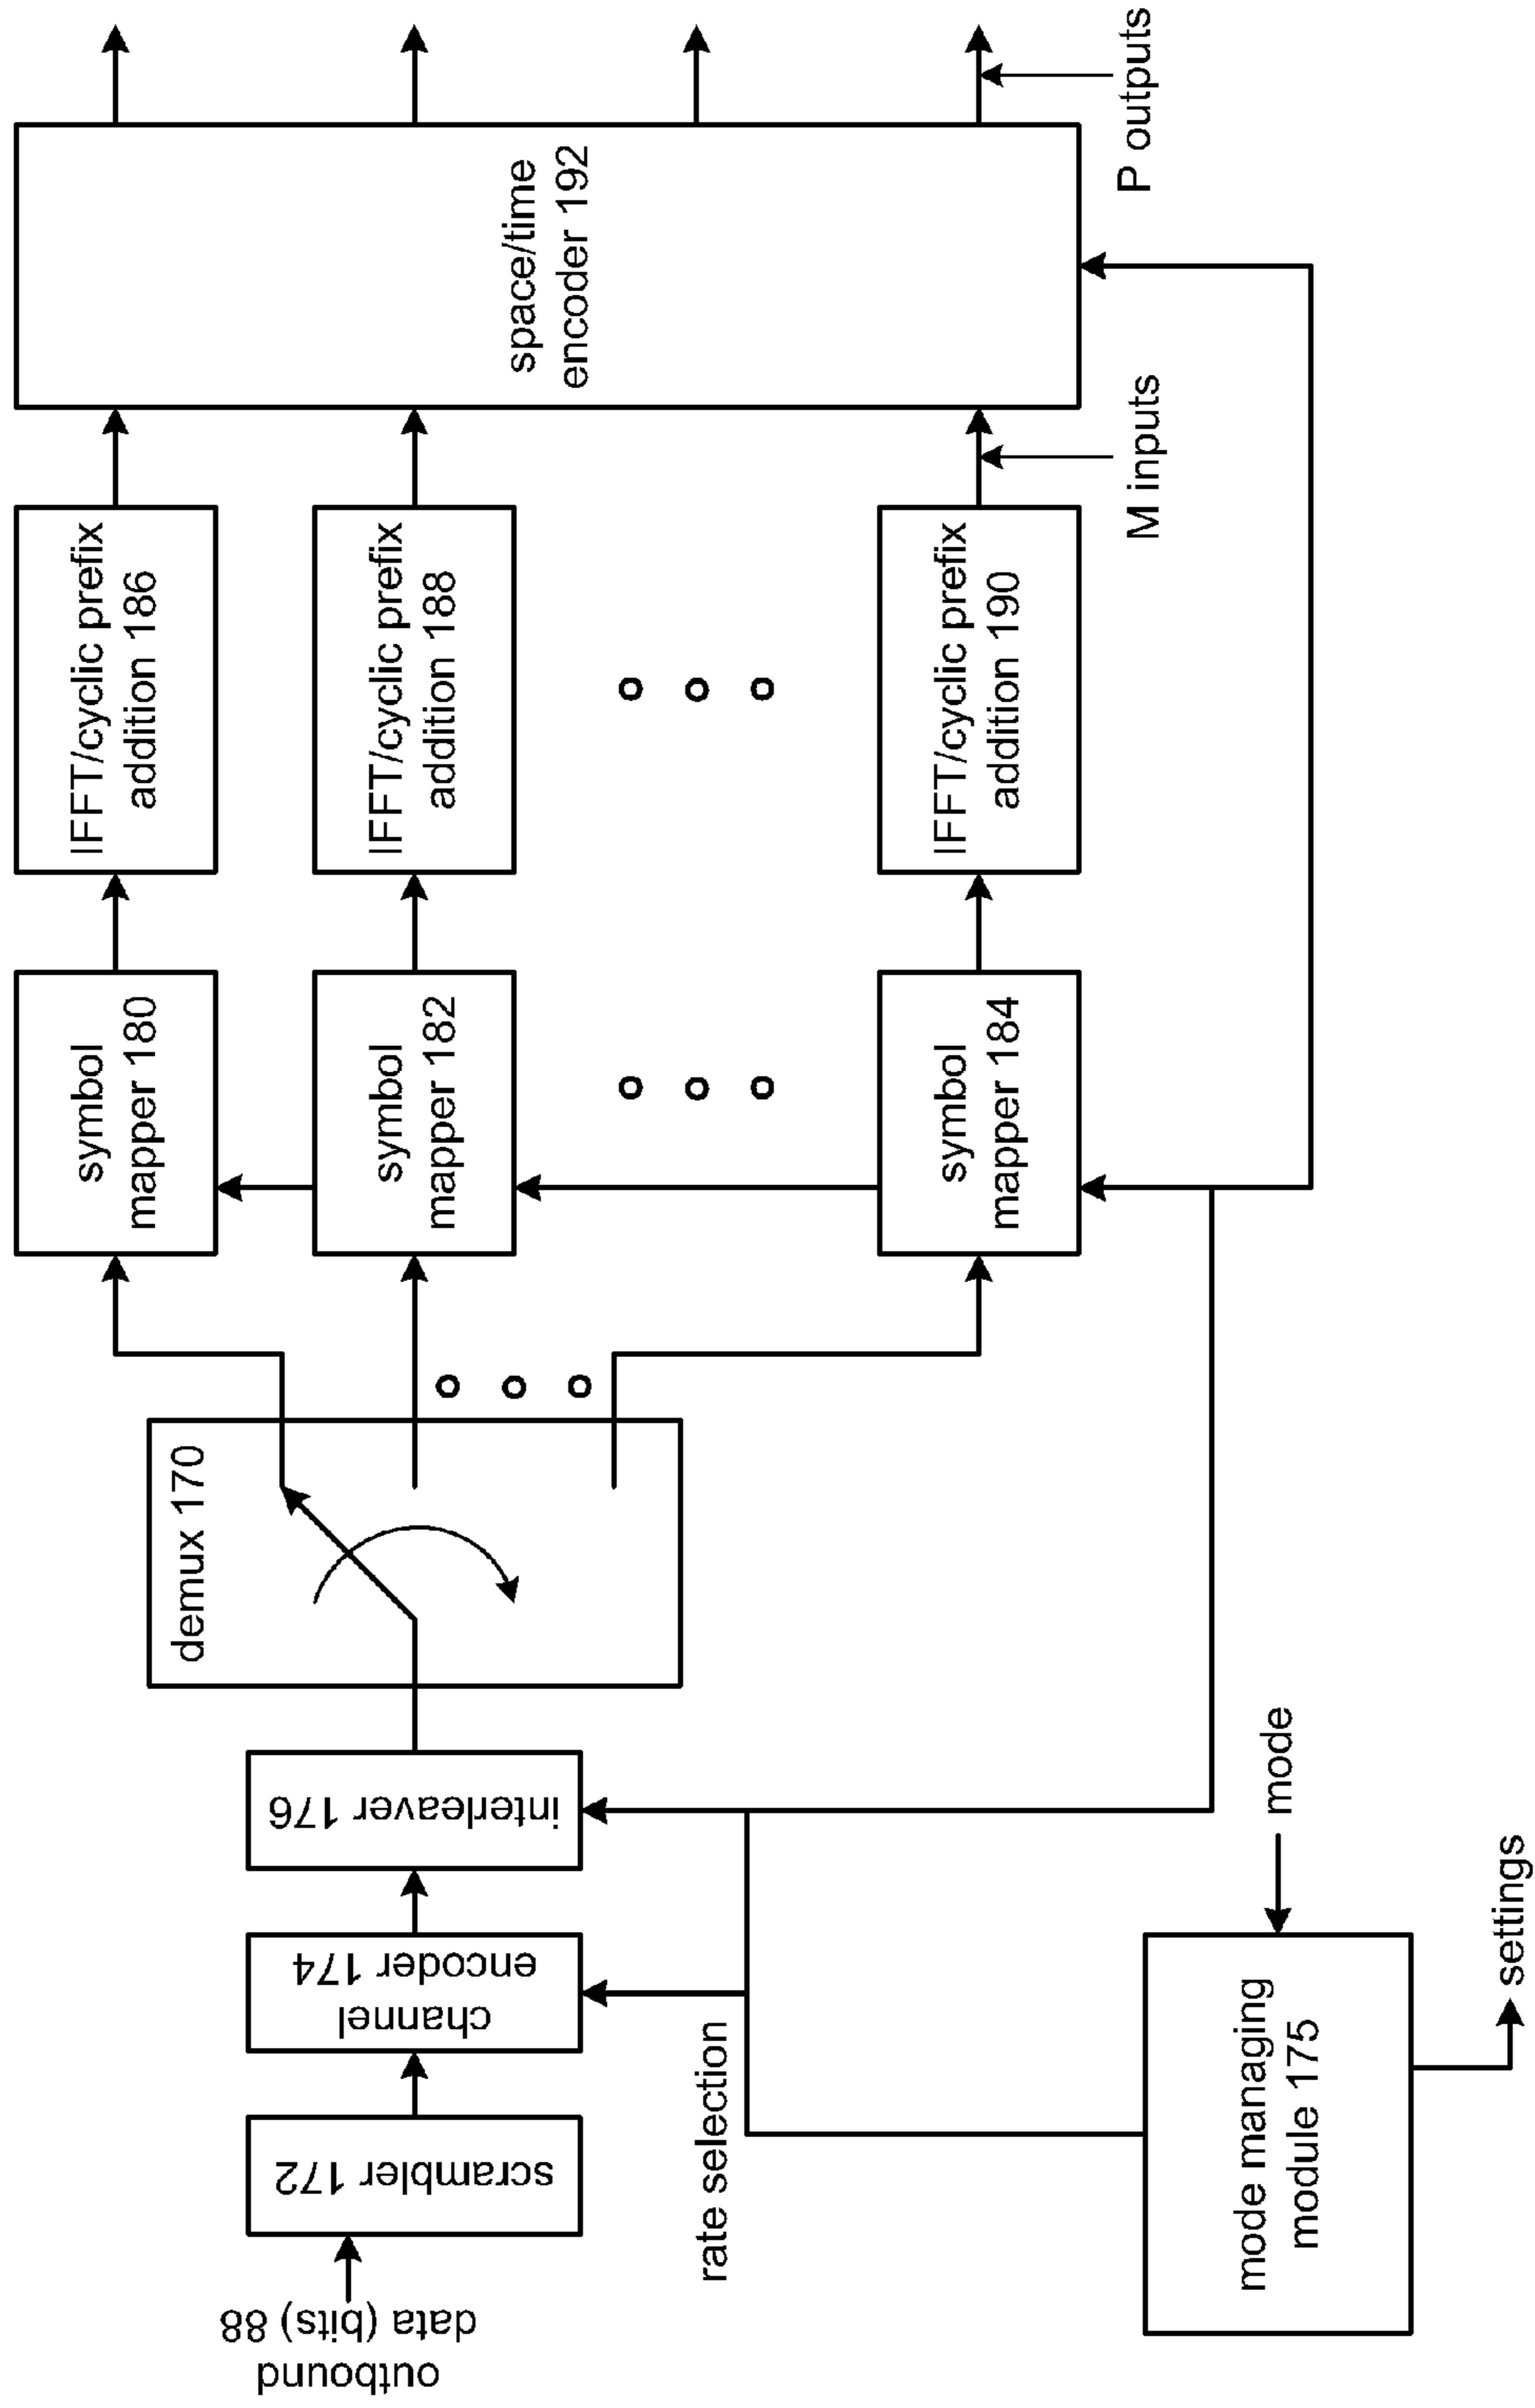 outbound
data (bits) 88
scrambler 172
channel
encoder 174
interleaver 176
demux 170
symbol
mapper 180
IFFT/cyclic prefix
addition 186
symbol
mapper 182
IFFT/cyclic prefix
addition 188
symbol
mapper 184
IFFT/cyclic prefix
addition 190
space/time
encoder 192
M inputs
P outputs
rate selection
mode managing
module 175
mode
settings